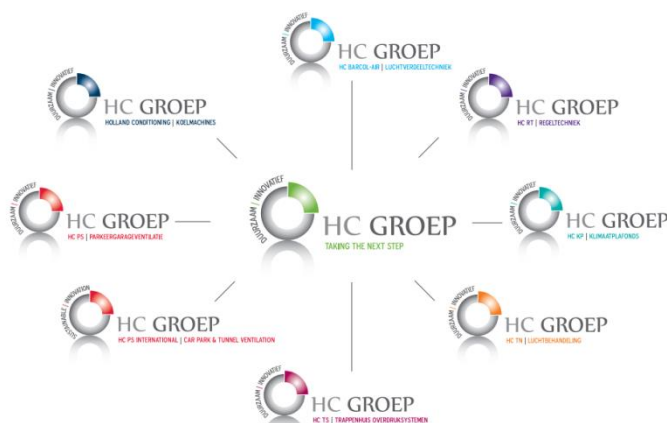 DUURZAAM | INNOVATIEF
HC GROEP
HC BARCOL-AIR | LUCHTVERDEELTECHNIEK
DUURZAAM | INNOVATIEF
HC GROEP
HOLLAND CONDITIONING | KOELMACHINES
DUURZAAM | INNOVATIEF
HC GROEP
HC RT | REGELTECHNIEK
DUURZAAM | INNOVATIEF
HC GROEP
HC PS | PARKEERGARAGEVENTILATIE
DUURZAAM | INNOVATIEF
HC GROEP
TAKING THE NEXT STEP
DUURZAAM | INNOVATIEF
HC GROEP
HC KP | KLIMAATPLAFONDS
SUSTAINABLE | INNOVATION
HC GROEP
HC PS INTERNATIONAL | CAR PARK & TUNNEL VENTILATION
DUURZAAM | INNOVATIEF
HC GROEP
HC TN | LUCHTBEHANDELING
DUURZAAM | INNOVATIEF
HC GROEP
HC TS | TRAPPENHUIS OVERDRUKSYSTEMEN